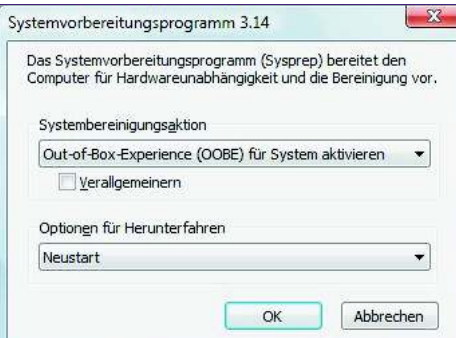 Systemvorbereitungsprogramm 3.14
Das Systemvorbereitungsprogramm (Sysprep) bereitet den
Computer für Hardwareunabhängigkeit und die Bereinigung vor.
Systembereinigungsaktion
Out-of-Box-Experience (OOBE) für System aktivieren
Verallgemeinern
Optionen für Herunterfahren
Neustart
OK Abbrechen